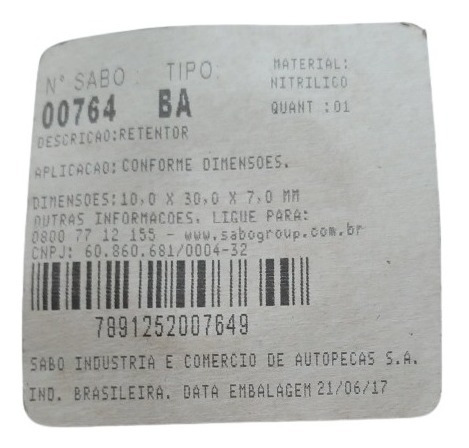 Nº SABO : TIPO: MATERIAL:
NITRILICO
00764 BA QUANT :01
DESCRICAO:RETENTOR
APLICACAO: CONFORME DIMENSOES.
DIMENSOES:10,0 X 30,0 X 7,0 MM
OUTRAS INFORMACOES, LIGUE PARA:
0800 77 12 155 - www.sabogroup.com.br
CNPJ: 60.860.681/0004-32
7891252007649
SABO INDUSTRIA E COMERCIO DE AUTOPECAS S.A.
IND. BRASILEIRA. DATA EMBALAGEM 21/06/17